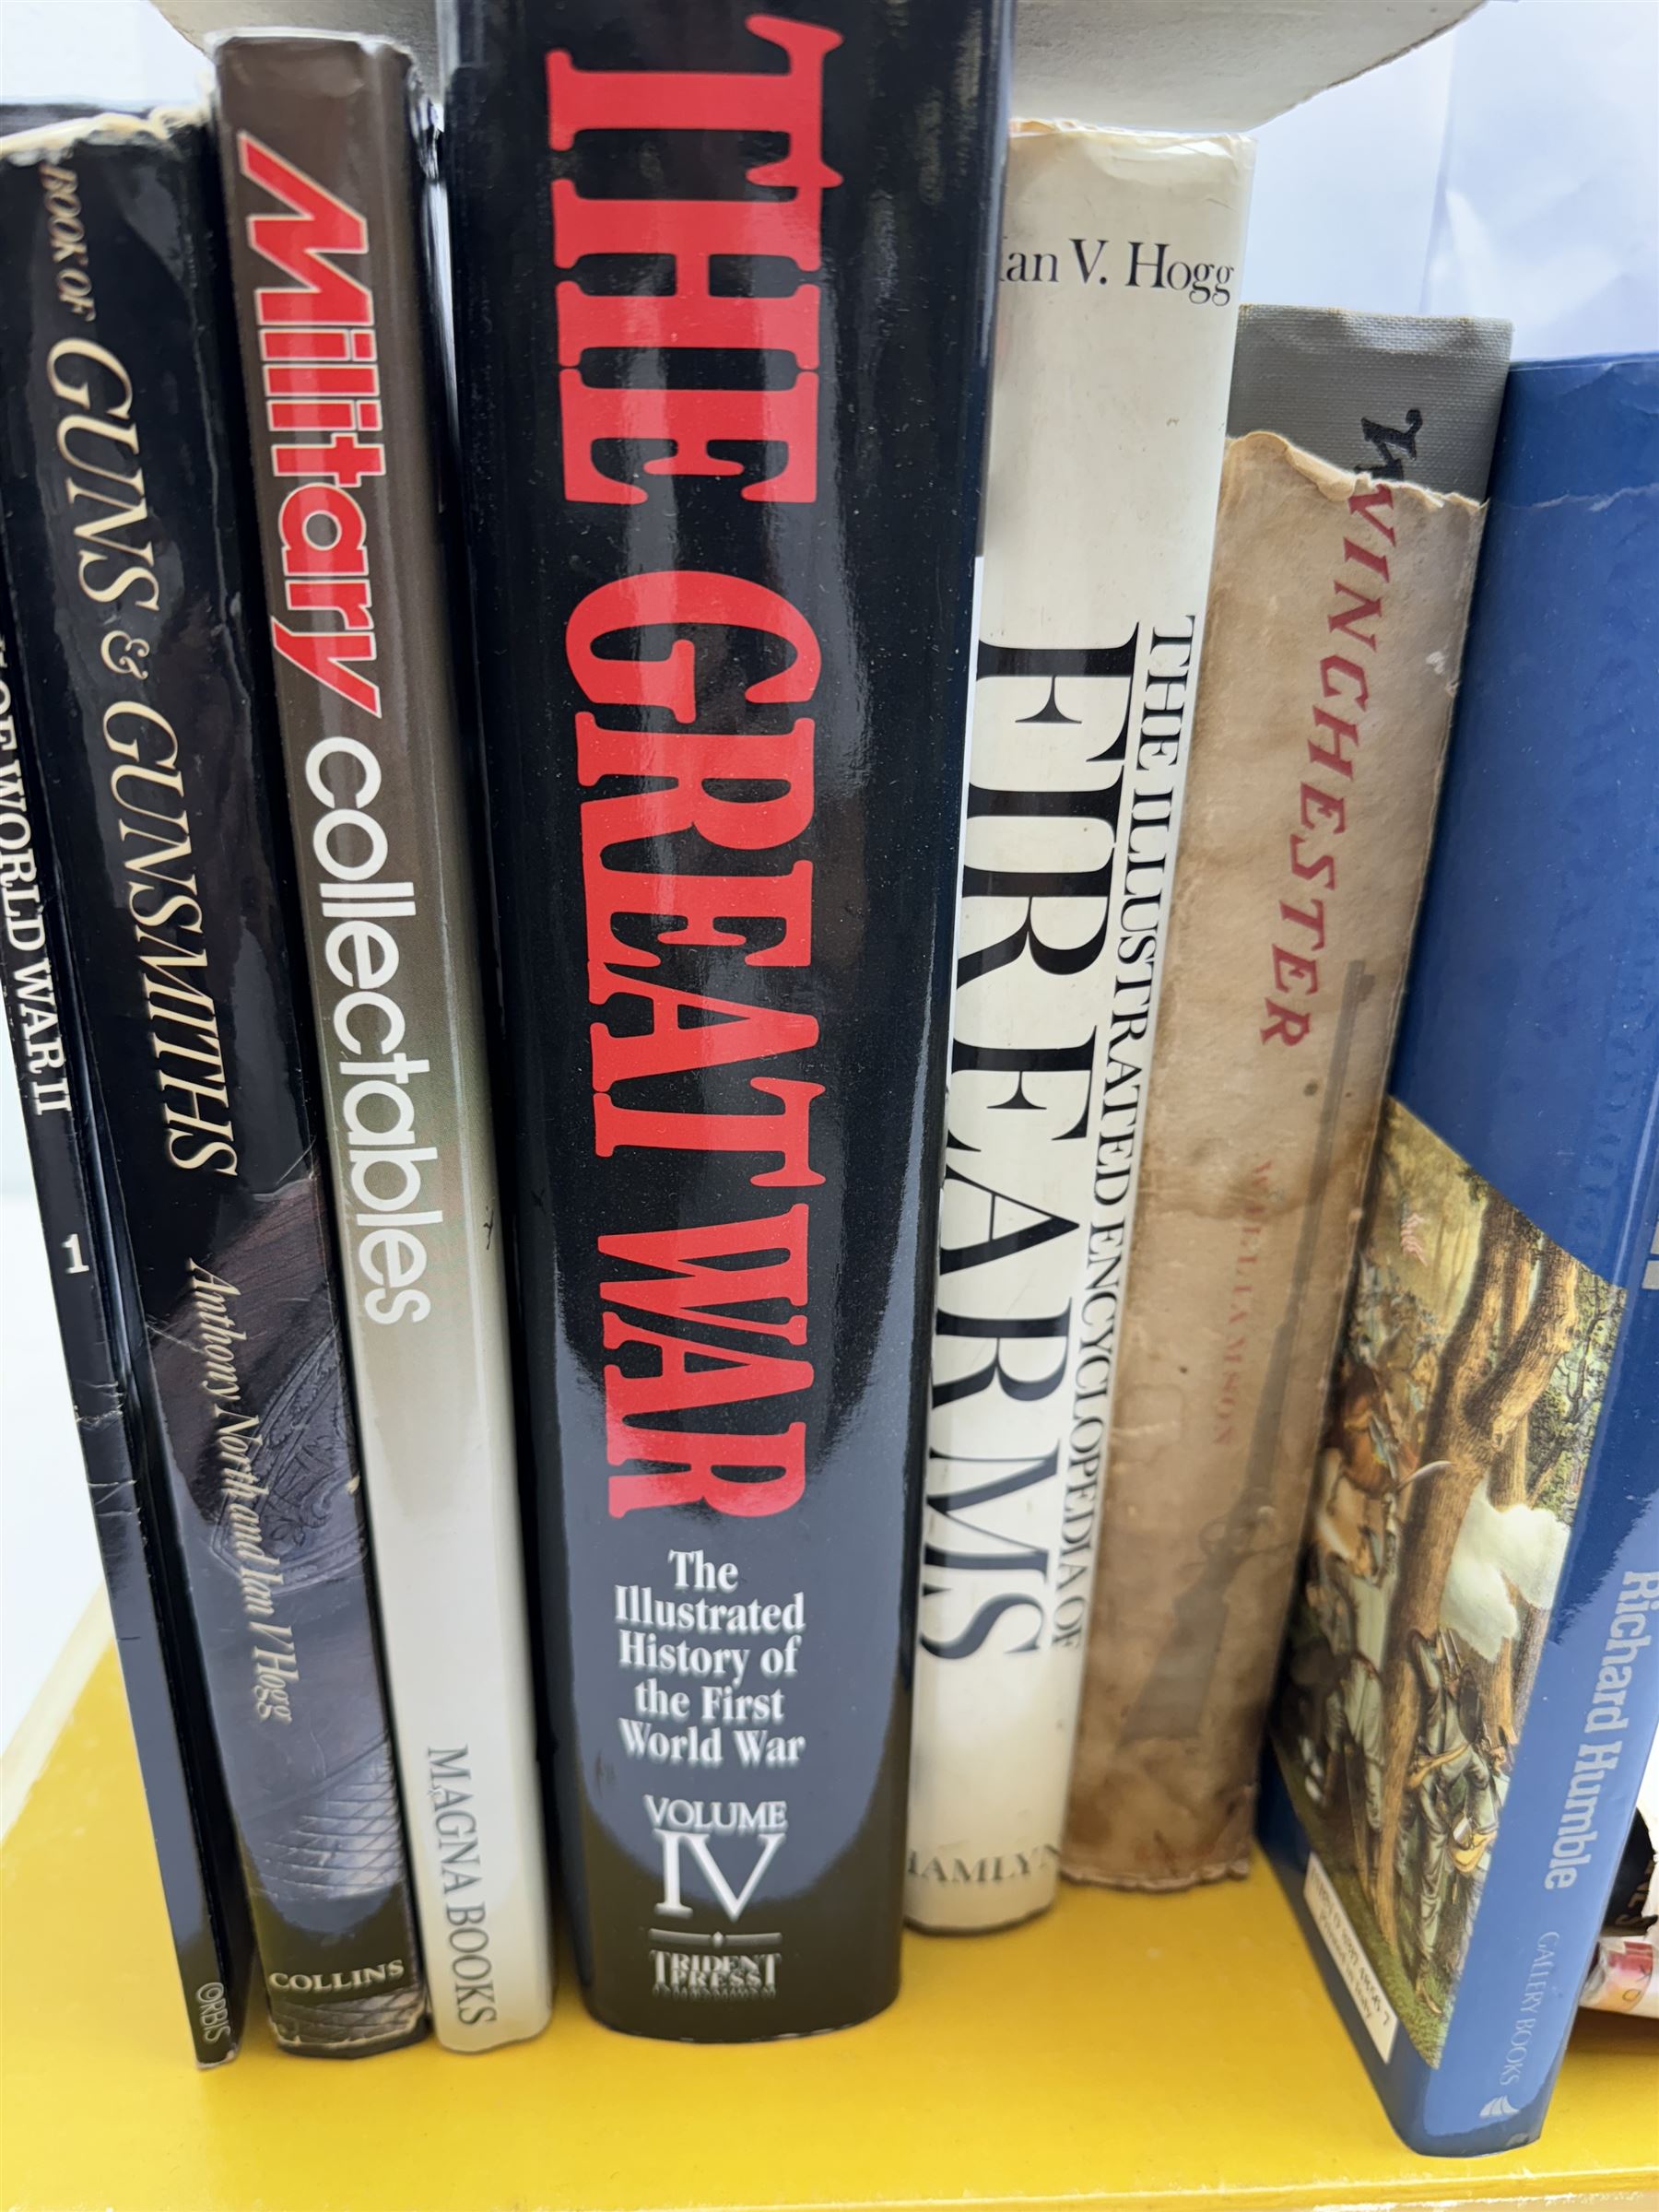 OF WORLD WAR II
1
ORBIS
BOOK OF
GUNS & GUNSMITHS
Anthony North and Ian V Hogg
COLLINS
Military collectables
MAGNA BOOKS
THE GREAT WAR
The
Illustrated
History of
the First
World War
VOLUME
IV
TRIDENT
PRESS
Ian V. Hogg
THE ILLUSTRATED ENCYCLOPEDIA OF
FIREARMS
HAMLYN
WINCHESTER
WILLIAMSON
Richard Humble
GALLERY BOOKS